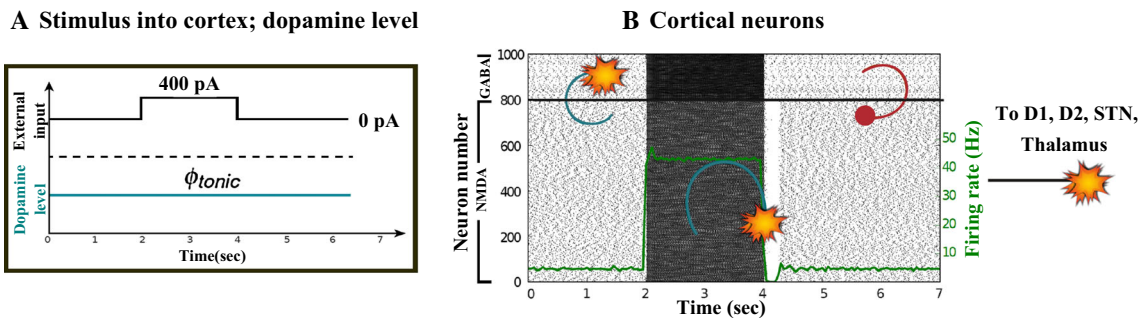 A Stimulus into cortex; dopamine level
External input
400 pA
0 pA
Dopamine level
ϕtonic
0 1 2 3 4 5 6 7
Time(sec)
B Cortical neurons
Neuron number
NMDA
GABA
1000
800
600
400
200
0
0 1 2 3 4 5 6 7
Time (sec)
50
40
30
20
10
Firing rate (Hz)
To D1, D2, STN,
Thalamus